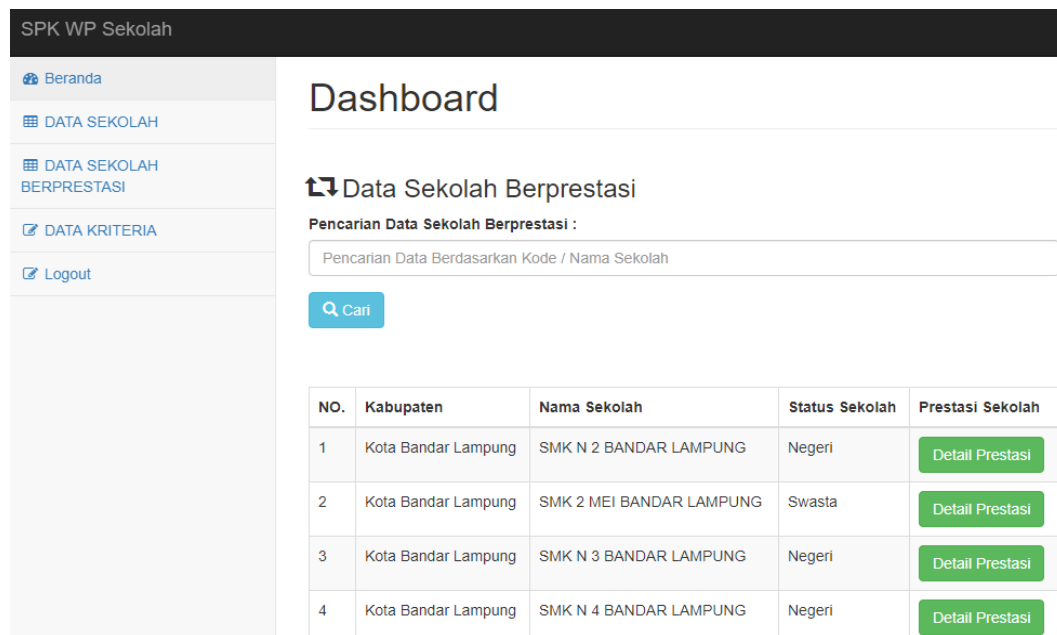 SPK WP Sekolah
Beranda
DATA SEKOLAH
DATA SEKOLAH
BERPRESTASI
DATA KRITERIA
Logout
Dashboard
Data Sekolah Berprestasi
Pencarian Data Sekolah Berprestasi :
Pencarian Data Berdasarkan Kode / Nama Sekolah
Cari
NO. Kabupaten Nama Sekolah Status Sekolah Prestasi Sekolah
1 Kota Bandar Lampung SMK N 2 BANDAR LAMPUNG Negeri Detail Prestasi
2 Kota Bandar Lampung SMK 2 MEI BANDAR LAMPUNG Swasta Detail Prestasi
3 Kota Bandar Lampung SMK N 3 BANDAR LAMPUNG Negeri Detail Prestasi
4 Kota Bandar Lampung SMK N 4 BANDAR LAMPUNG Negeri Detail Prestasi